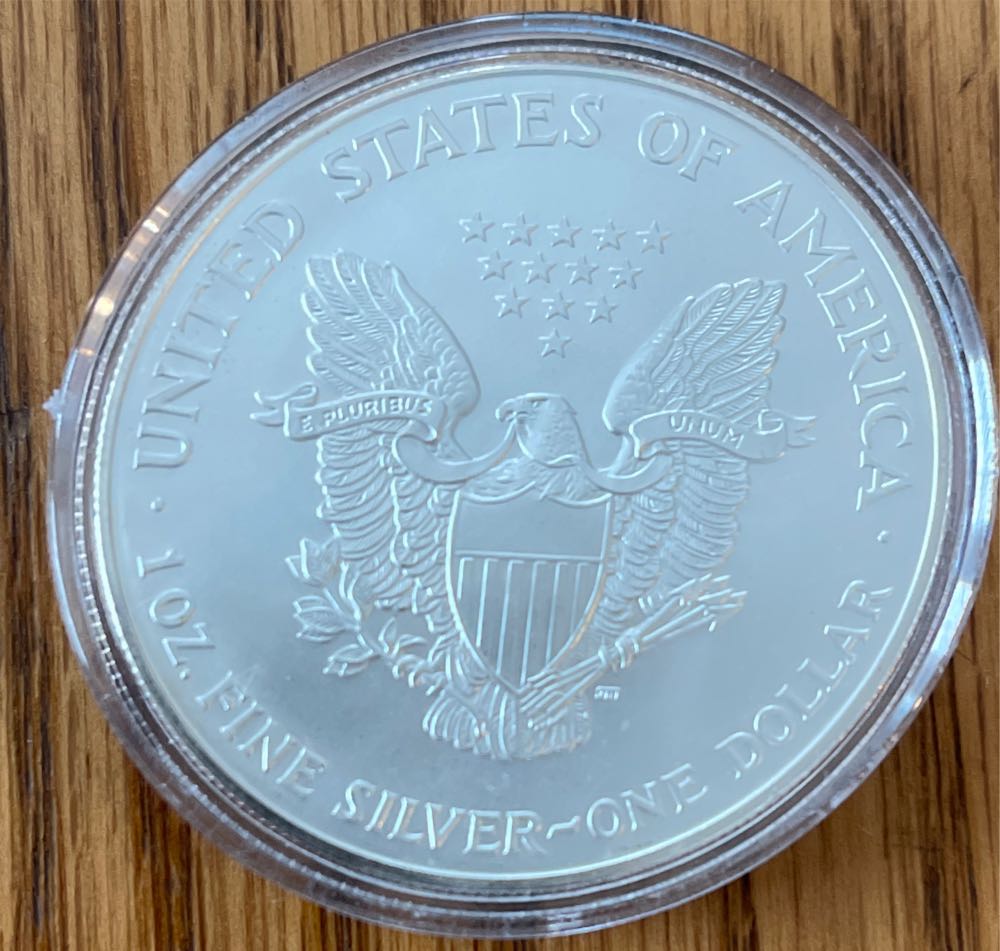 · UNITED STATES OF AMERICA ·
E PLURIBUS UNUM
1 OZ. FINE SILVER~ONE DOLLAR